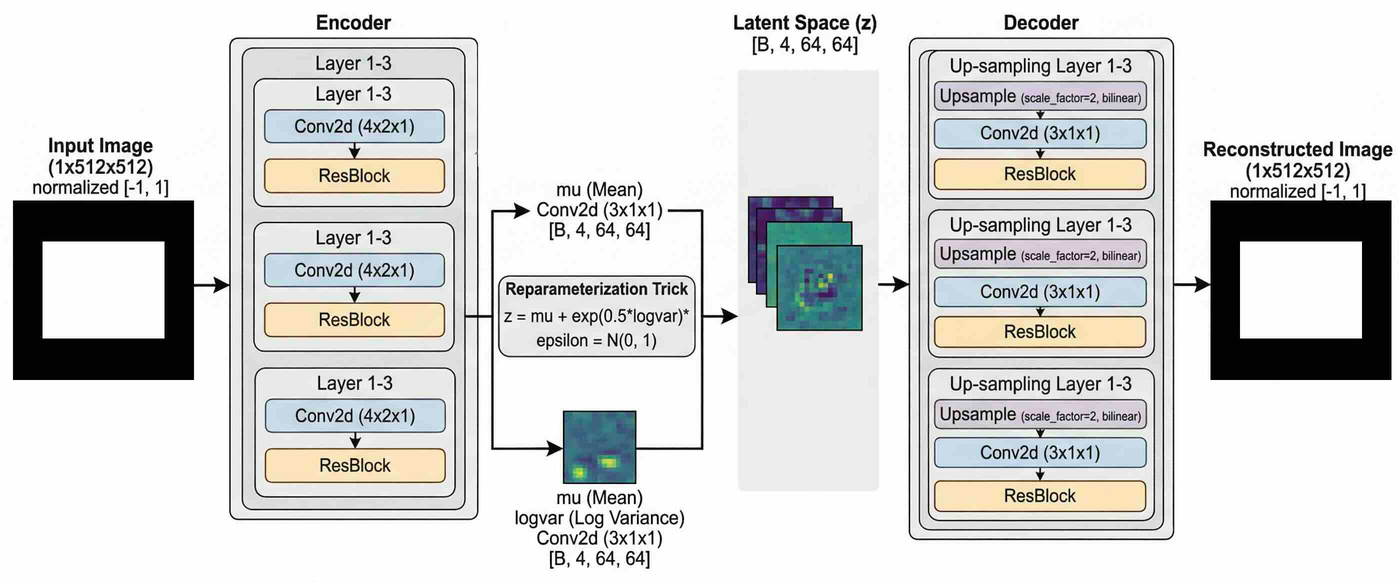 Input Image
(1x512x512)
normalized [-1, 1]
Encoder
Layer 1-3
Layer 1-3
Conv2d (4x2x1)
ResBlock
Layer 1-3
Conv2d (4x2x1)
ResBlock
Layer 1-3
Conv2d (4x2x1)
ResBlock
mu (Mean)
Conv2d (3x1x1)
[B, 4, 64, 64]
Reparameterization Trick
z = mu + exp(0.5*logvar)*
epsilon = N(0, 1)
mu (Mean)
logvar (Log Variance)
Conv2d (3x1x1)
[B, 4, 64, 64]
Latent Space (z)
[B, 4, 64, 64]
Decoder
Up-sampling Layer 1-3
Upsample (scale_factor=2, bilinear)
Conv2d (3x1x1)
ResBlock
Up-sampling Layer 1-3
Upsample (scale_factor=2, bilinear)
Conv2d (3x1x1)
ResBlock
Up-sampling Layer 1-3
Upsample (scale_factor=2, bilinear)
Conv2d (3x1x1)
ResBlock
Reconstructed Image
(1x512x512)
normalized [-1, 1]